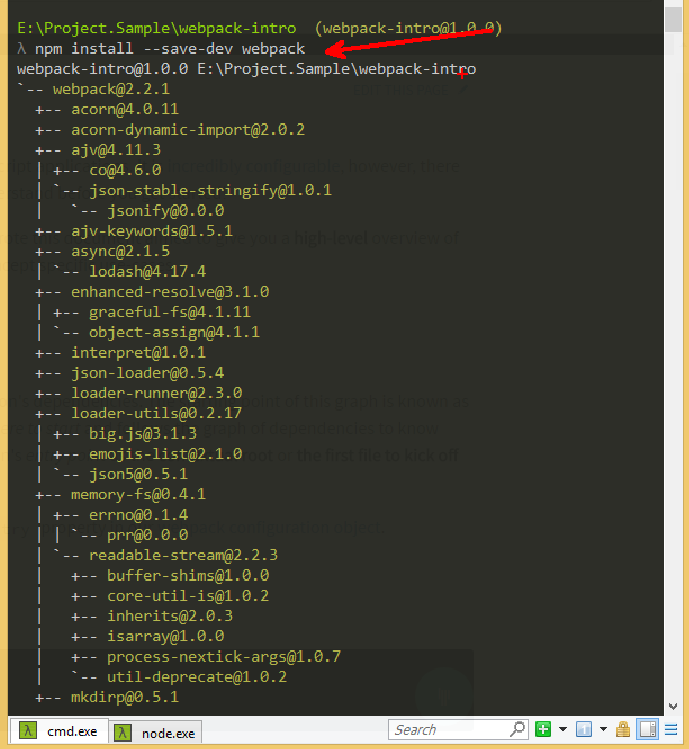 E:\Project.Sample\webpack-intro (webpack-intro@1.0.0)
λ npm install --save-dev webpack
webpack-intro@1.0.0 E:\Project.Sample\webpack-intro
`-- webpack@2.2.1
  +-- acorn@4.0.11
  +-- acorn-dynamic-import@2.0.2
  +-- ajv@4.11.3
  | +-- co@4.6.0
  | `-- json-stable-stringify@1.0.1
  |   `-- jsonify@0.0.0
  +-- ajv-keywords@1.5.1
  +-- async@2.1.5
  | `-- lodash@4.17.4
  +-- enhanced-resolve@3.1.0
  | +-- graceful-fs@4.1.11
  | `-- object-assign@4.1.1
  +-- interpret@1.0.1
  +-- json-loader@0.5.4
  +-- loader-runner@2.3.0
  +-- loader-utils@0.2.17
  | +-- big.js@3.1.3
  | +-- emojis-list@2.1.0
  | `-- json5@0.5.1
  +-- memory-fs@0.4.1
  | +-- errno@0.1.4
  | | `-- prr@0.0.0
  | `-- readable-stream@2.2.3
  |   +-- buffer-shims@1.0.0
  |   +-- core-util-is@1.0.2
  |   +-- inherits@2.0.3
  |   +-- isarray@1.0.0
  |   +-- process-nextick-args@1.0.7
  |   `-- util-deprecate@1.0.2
  +-- mkdirp@0.5.1
λ cmd.exe λ node.exe Search